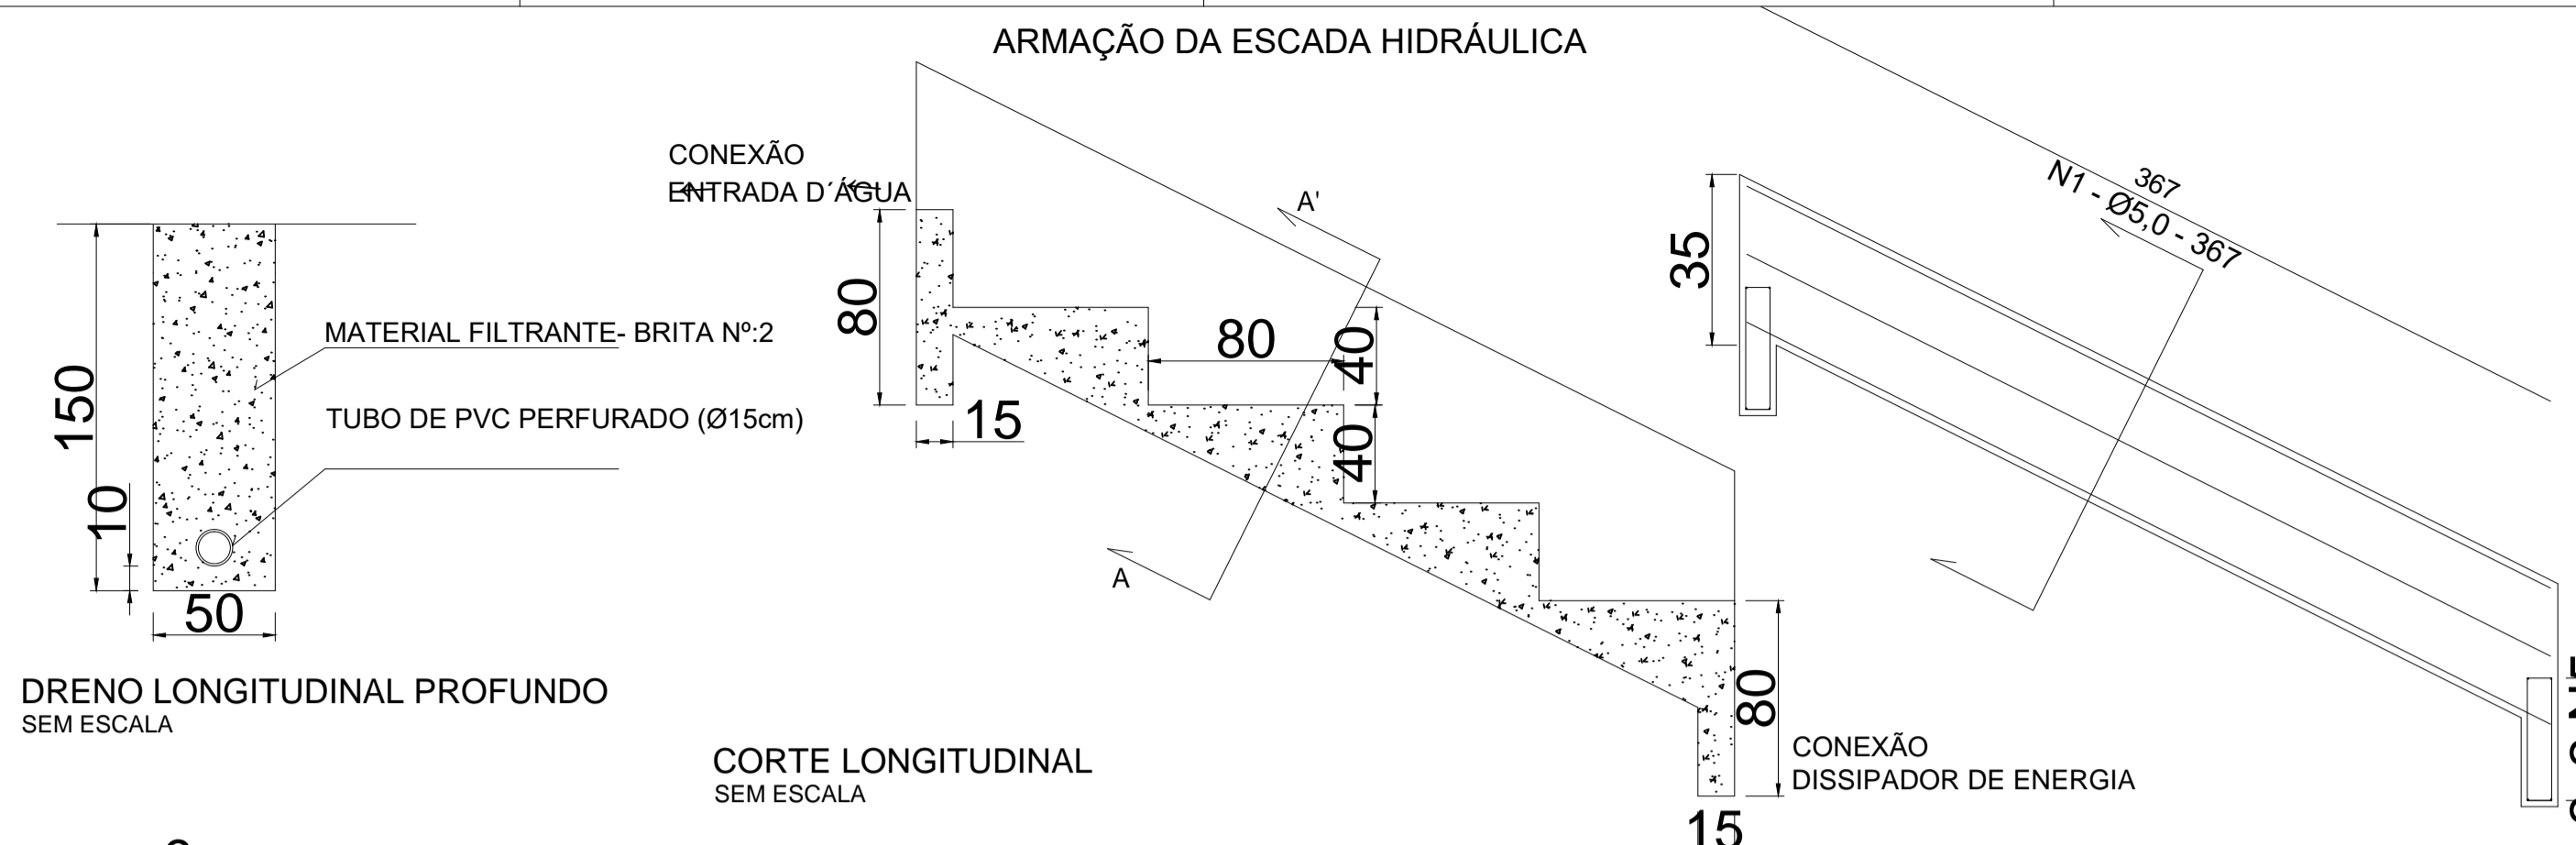 ARMAÇÃO DA ESCADA HIDRÁULICA
CONEXÃO
ENTRADA D´ÁGUA
A'
367
N1 - Ø5,0 - 367
35
80
80
40
40
15
A
MATERIAL FILTRANTE- BRITA Nº:2
TUBO DE PVC PERFURADO (Ø15cm)
150
10
50
DRENO LONGITUDINAL PROFUNDO
SEM ESCALA
CORTE LONGITUDINAL
SEM ESCALA
80
CONEXÃO
DISSIPADOR DE ENERGIA
15